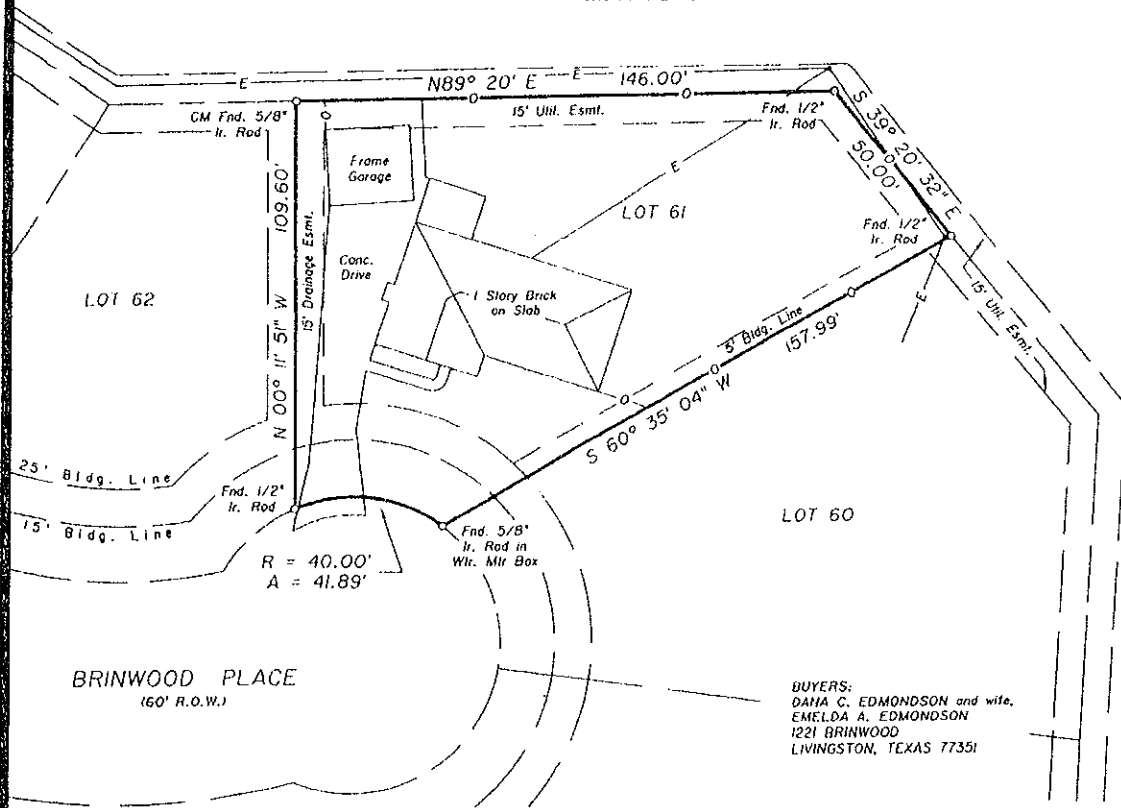 E
N89° 20' E
E
146.00'
CM Fnd. 5/8"
Ir. Rod
15' Util. Esmt.
Fnd. 1/2"
Ir. Rod
S 39° 20' 32" E
50.00'
Frame
Garage
E
LOT 61
Fnd. 1/2"
Ir. Rod
109.60'
N 00° 11' 51" W
15' Drainage Esmt.
Conc.
Drive
LOT 62
1 Story Brick
on Slab
E
15' Util. Esmt.
5' Bldg. Line
157.99'
S 60° 35' 04" W
25' Bldg. Line
15' Bldg. Line
Fnd. 1/2"
Ir. Rod
LOT 60
Fnd. 5/8"
Ir. Rod in
Wtr. Mtr Box
R = 40.00'
A = 41.89'
BRINWOOD PLACE
(60' R.O.W.)
BUYERS:
DANA C. EDMONDSON and wife,
EMELDA A. EDMONDSON
1221 BRINWOOD
LIVINGSTON, TEXAS 77351